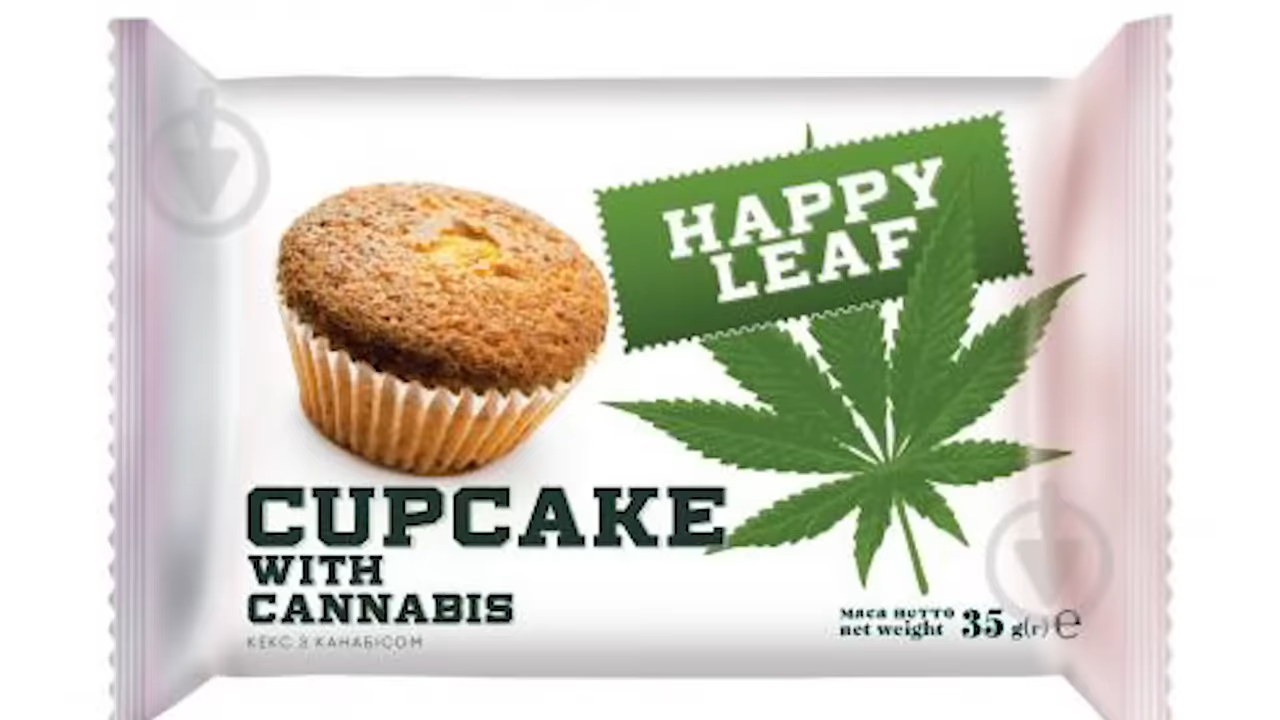 HAPPY
LEAF
CUPCAKE
WITH
CANNABIS
КЕКС З КАНАБІСОМ
маса нетто
net weight 35 g(г) ℮